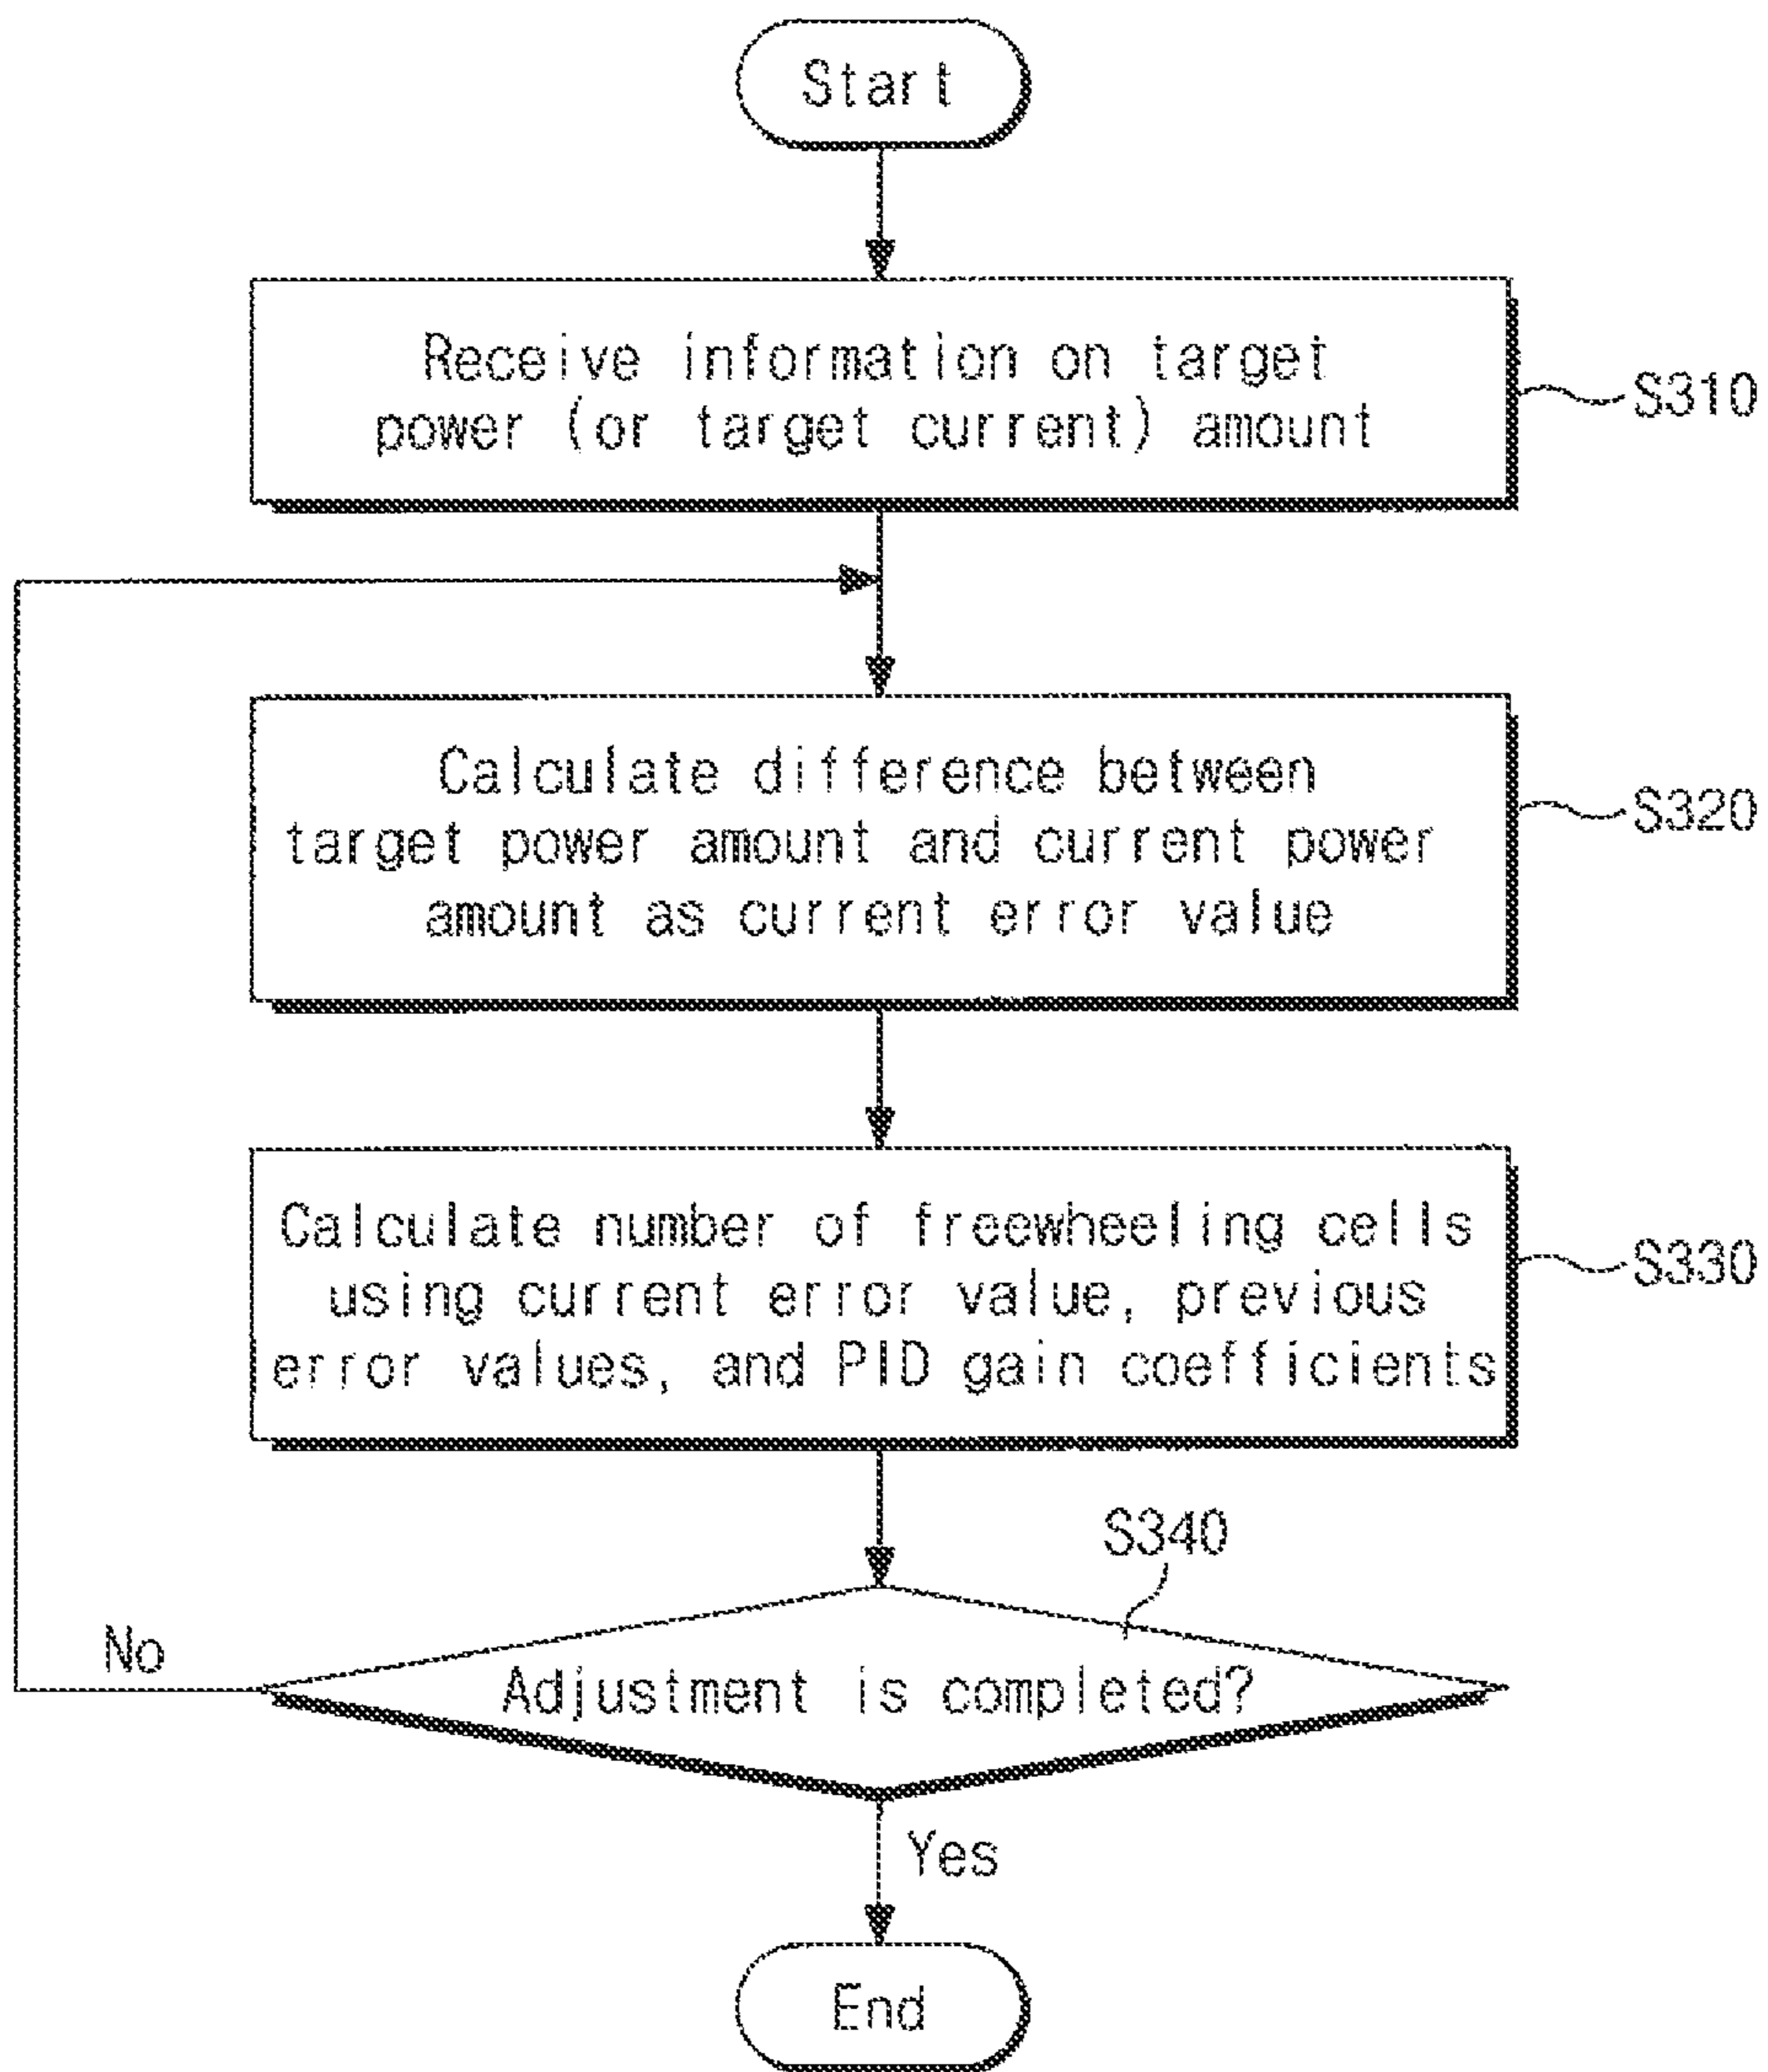 Start
Receive information on target
power (or target current) amount
S310
Calculate difference between
target power amount and current power
amount as current error value
S320
Calculate number of freewheeling cells
using current error value, previous
error values, and PID gain coefficients
S330
S340
No
Adjustment is completed?
Yes
End